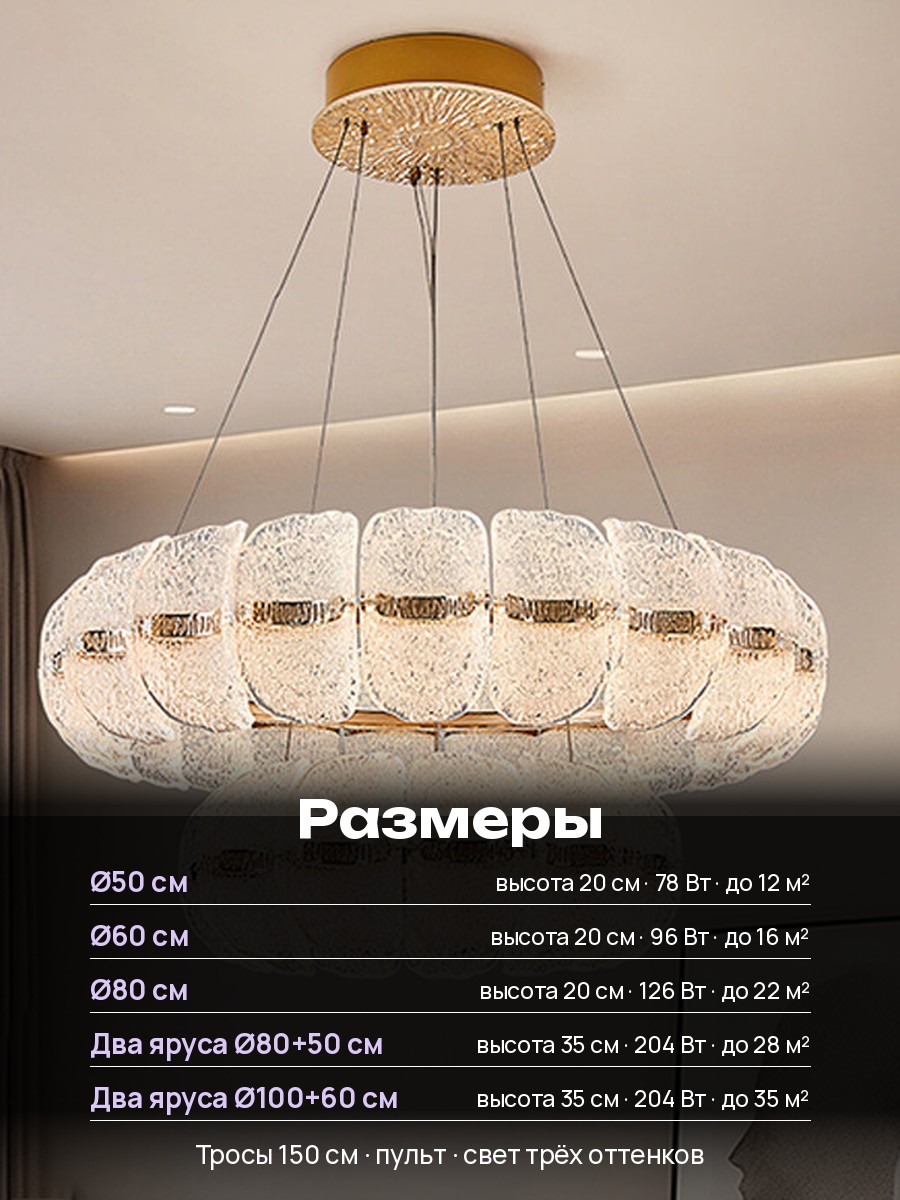 Размеры
Ø50 см высота 20 см · 78 Вт · до 12 м²
Ø60 см высота 20 см · 96 Вт · до 16 м²
Ø80 см высота 20 см · 126 Вт · до 22 м²
Два яруса Ø80+50 см высота 35 см · 204 Вт · до 28 м²
Два яруса Ø100+60 см высота 35 см · 204 Вт · до 35 м²
Тросы 150 см · пульт · свет трёх оттенков